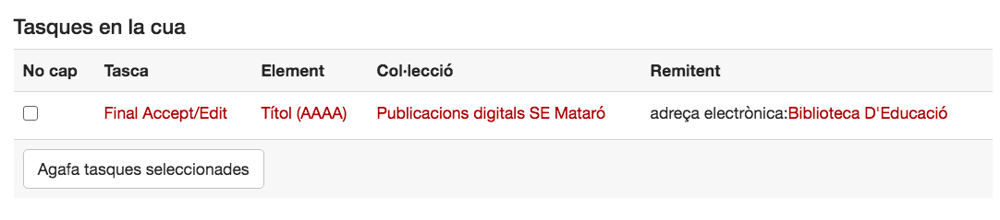 Tasques en la cua
No cap Tasca Element Col·lecció Remitent
Final Accept/Edit Títol (AAAA) Publicacions digitals SE Mataró adreça electrònica:Biblioteca D'Educació
Agafa tasques seleccionades